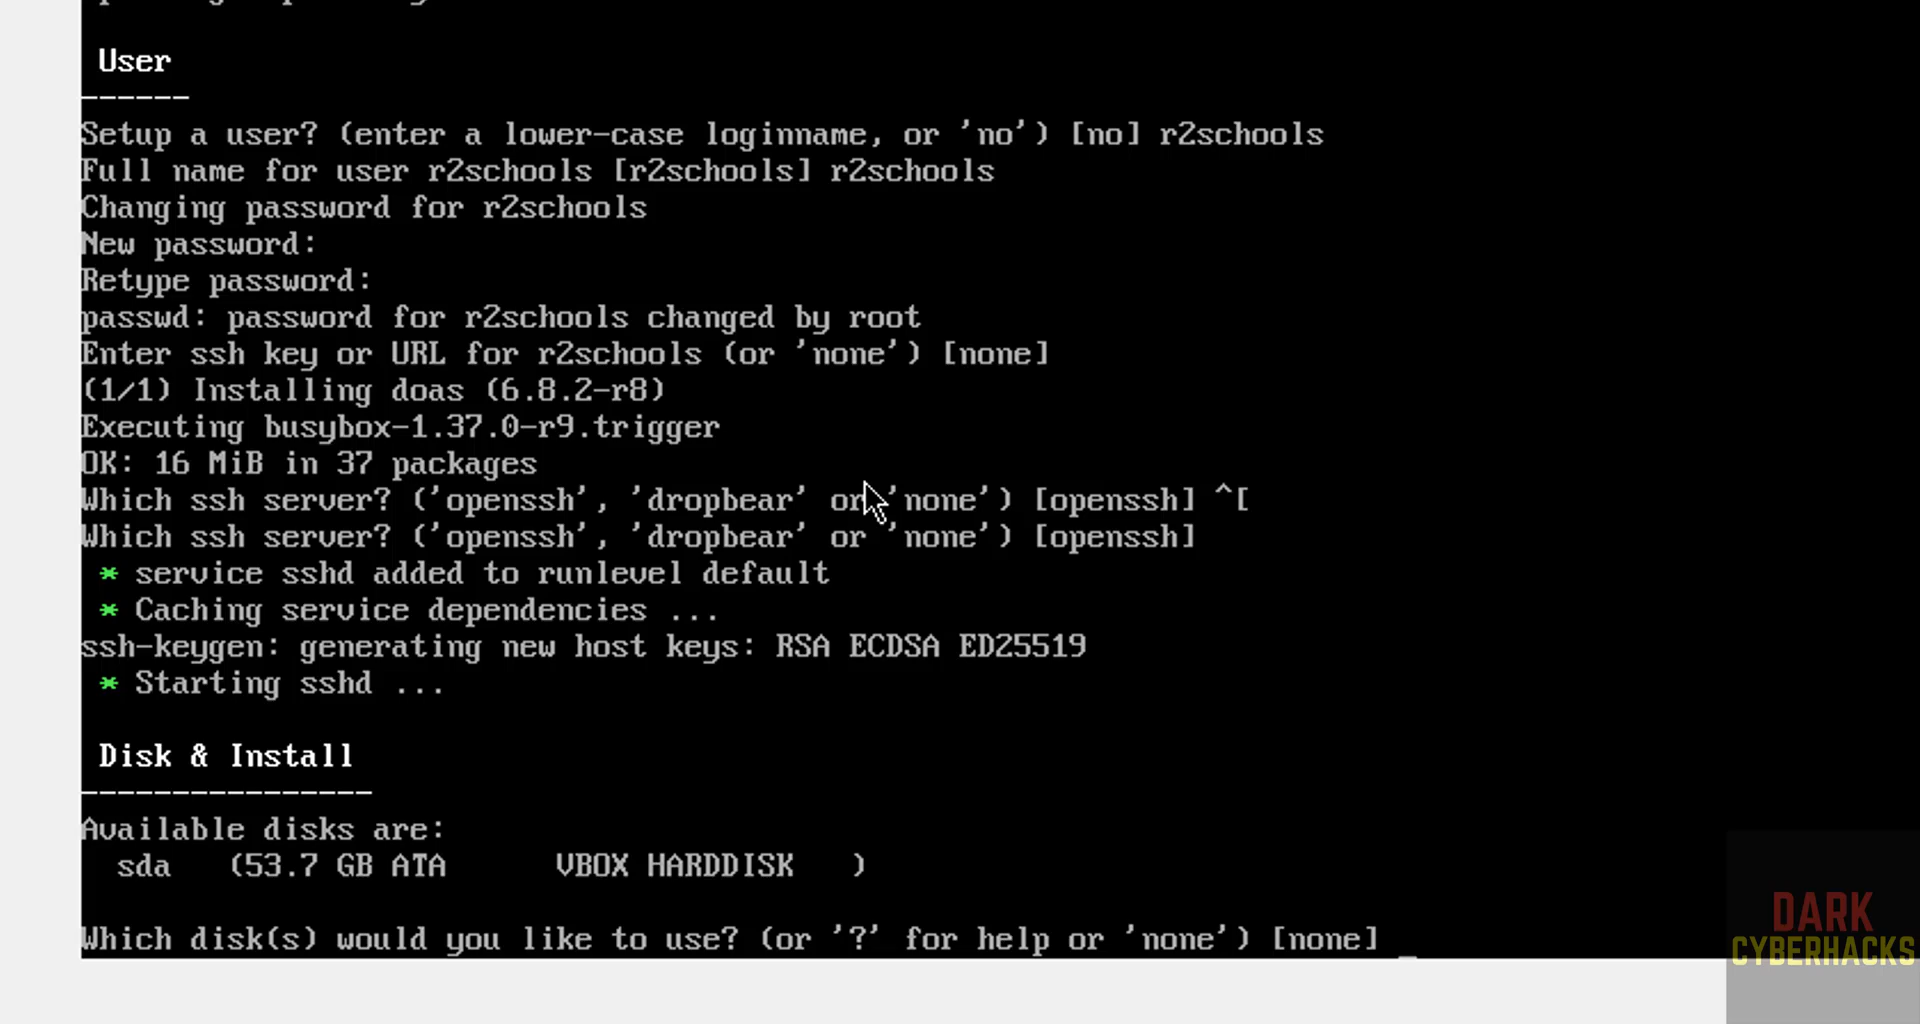 User
------
Setup a user? (enter a lower-case loginname, or 'no') [no] r2schools
Full name for user r2schools [r2schools] r2schools
Changing password for r2schools
New password:
Retype password:
passwd: password for r2schools changed by root
Enter ssh key or URL for r2schools (or 'none') [none]
(1/1) Installing doas (6.8.2-r8)
Executing busybox-1.37.0-r9.trigger
OK: 16 MiB in 37 packages
Which ssh server? ('openssh', 'dropbear' or 'none') [openssh] ^[
Which ssh server? ('openssh', 'dropbear' or 'none') [openssh]
* service sshd added to runlevel default
* Caching service dependencies ...
ssh-keygen: generating new host keys: RSA ECDSA ED25519
* Starting sshd ...
Disk & Install
----------------
Available disks are:
sda (53.7 GB ATA VBOX HARDDISK )
Which disk(s) would you like to use? (or '?' for help or 'none') [none] _
DARK
CYBERHACKS